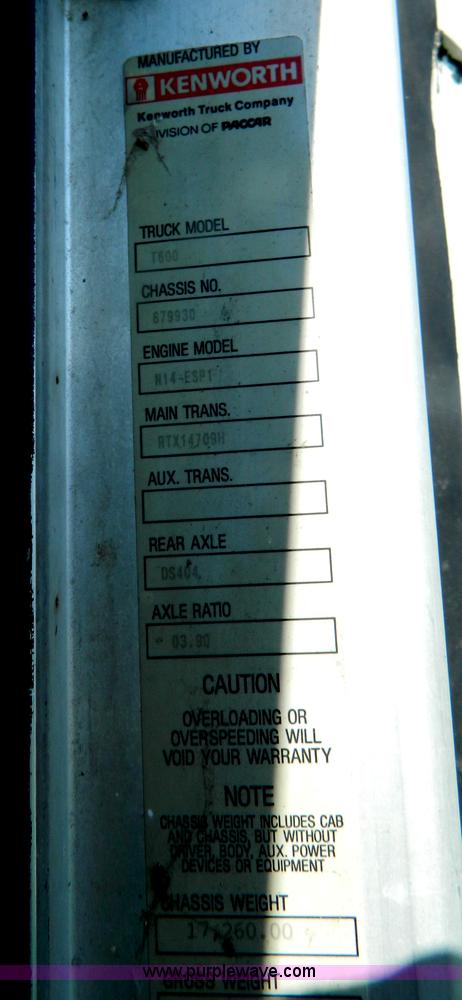 MANUFACTURED BY
KENWORTH
Kenworth Truck Company
DIVISION OF PACCAR
TRUCK MODEL
T600
CHASSIS NO.
679930
ENGINE MODEL
N14-ESP1
MAIN TRANS.
RTX14709H
AUX. TRANS.
REAR AXLE
DS404
AXLE RATIO
03.90
CAUTION
OVERLOADING OR
OVERSPEEDING WILL
VOID YOUR WARRANTY
NOTE
CHASSIS WEIGHT INCLUDES CAB
AND CHASSIS, BUT WITHOUT
DRIVER, BODY, AUX. POWER
DEVICES OR EQUIPMENT
CHASSIS WEIGHT
17,260.00
www.purplewave.com
GROSS WEIGHT